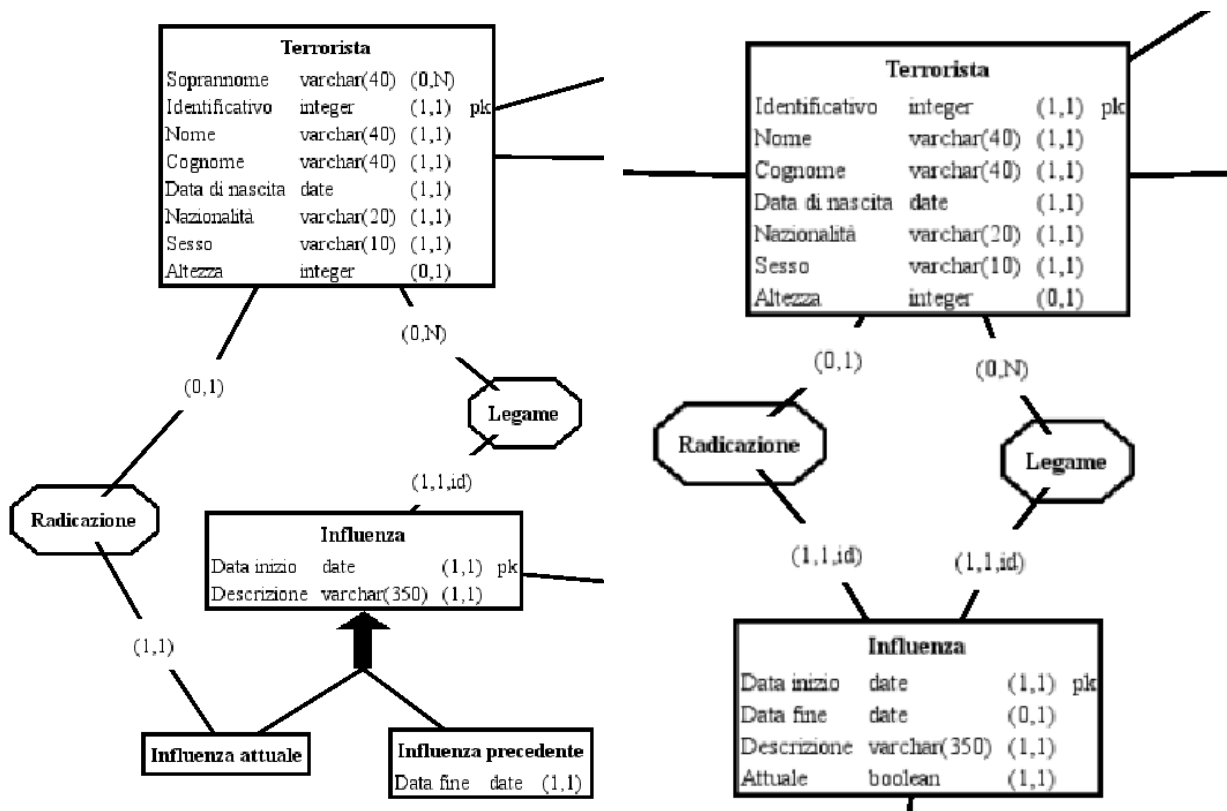 Terrorista
Soprannome varchar(40) (0,N)
Identificativo integer (1,1) pk
Nome varchar(40) (1,1)
Cognome varchar(40) (1,1)
Data di nascita date (1,1)
Nazionalità varchar(20) (1,1)
Sesso varchar(10) (1,1)
Altezza integer (0,1)
(0,N)
(0,1)
Legame
(1,1,id)
Radicazione
Influenza
Data inizio date (1,1) pk
Descrizione varchar(350) (1,1)
(1,1)
Influenza attuale
Influenza precedente
Data fine date (1,1)
Terrorista
Identificativo integer (1,1) pk
Nome varchar(40) (1,1)
Cognome varchar(40) (1,1)
Data di nascita date (1,1)
Nazionalità varchar(20) (1,1)
Sesso varchar(10) (1,1)
Altezza integer (0,1)
(0,1)
(0,N)
Radicazione
Legame
(1,1,id)
(1,1,id)
Influenza
Data inizio date (1,1) pk
Data fine date (0,1)
Descrizione varchar(350) (1,1)
Attuale boolean (1,1)